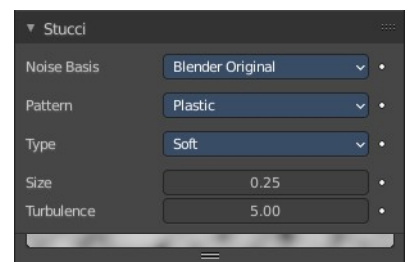 Stucci
Noise Basis Blender Original
Pattern Plastic
Type Soft
Size 0.25
Turbulence 5.00